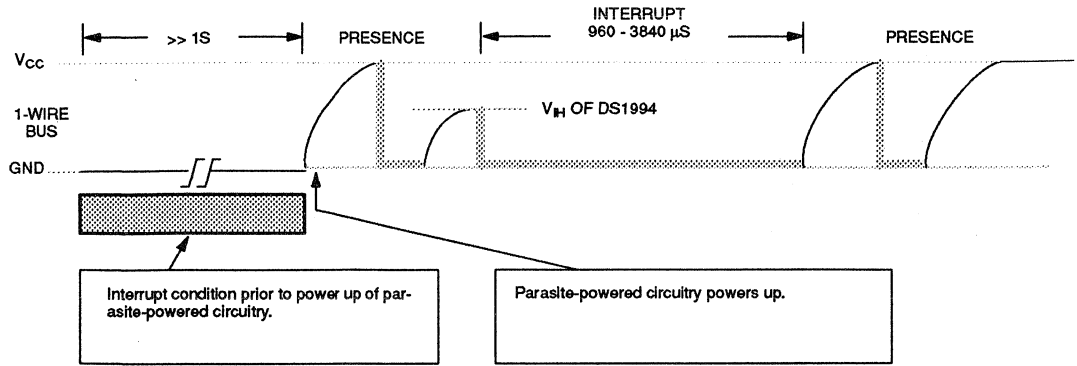 INTERRUPT
>> 1S
PRESENCE
960 - 3840 µS
PRESENCE
VCC
1-WIRE
BUS
VIH OF DS1994
GND
Interrupt condition prior to power up of par-
asite-powered circuitry.
Parasite-powered circuitry powers up.